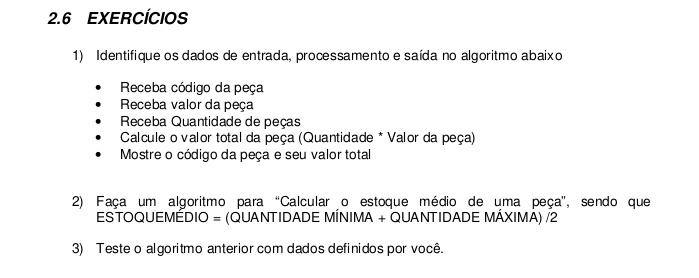 2.6 EXERCÍCIOS
1) Identifique os dados de entrada, processamento e saída no algoritmo abaixo
• Receba código da peça
• Receba valor da peça
• Receba Quantidade de peças
• Calcule o valor total da peça (Quantidade * Valor da peça)
• Mostre o código da peça e seu valor total
2) Faça um algoritmo para “Calcular o estoque médio de uma peça”, sendo que
ESTOQUEMÉDIO = (QUANTIDADE MÍNIMA + QUANTIDADE MÁXIMA) /2
3) Teste o algoritmo anterior com dados definidos por você.